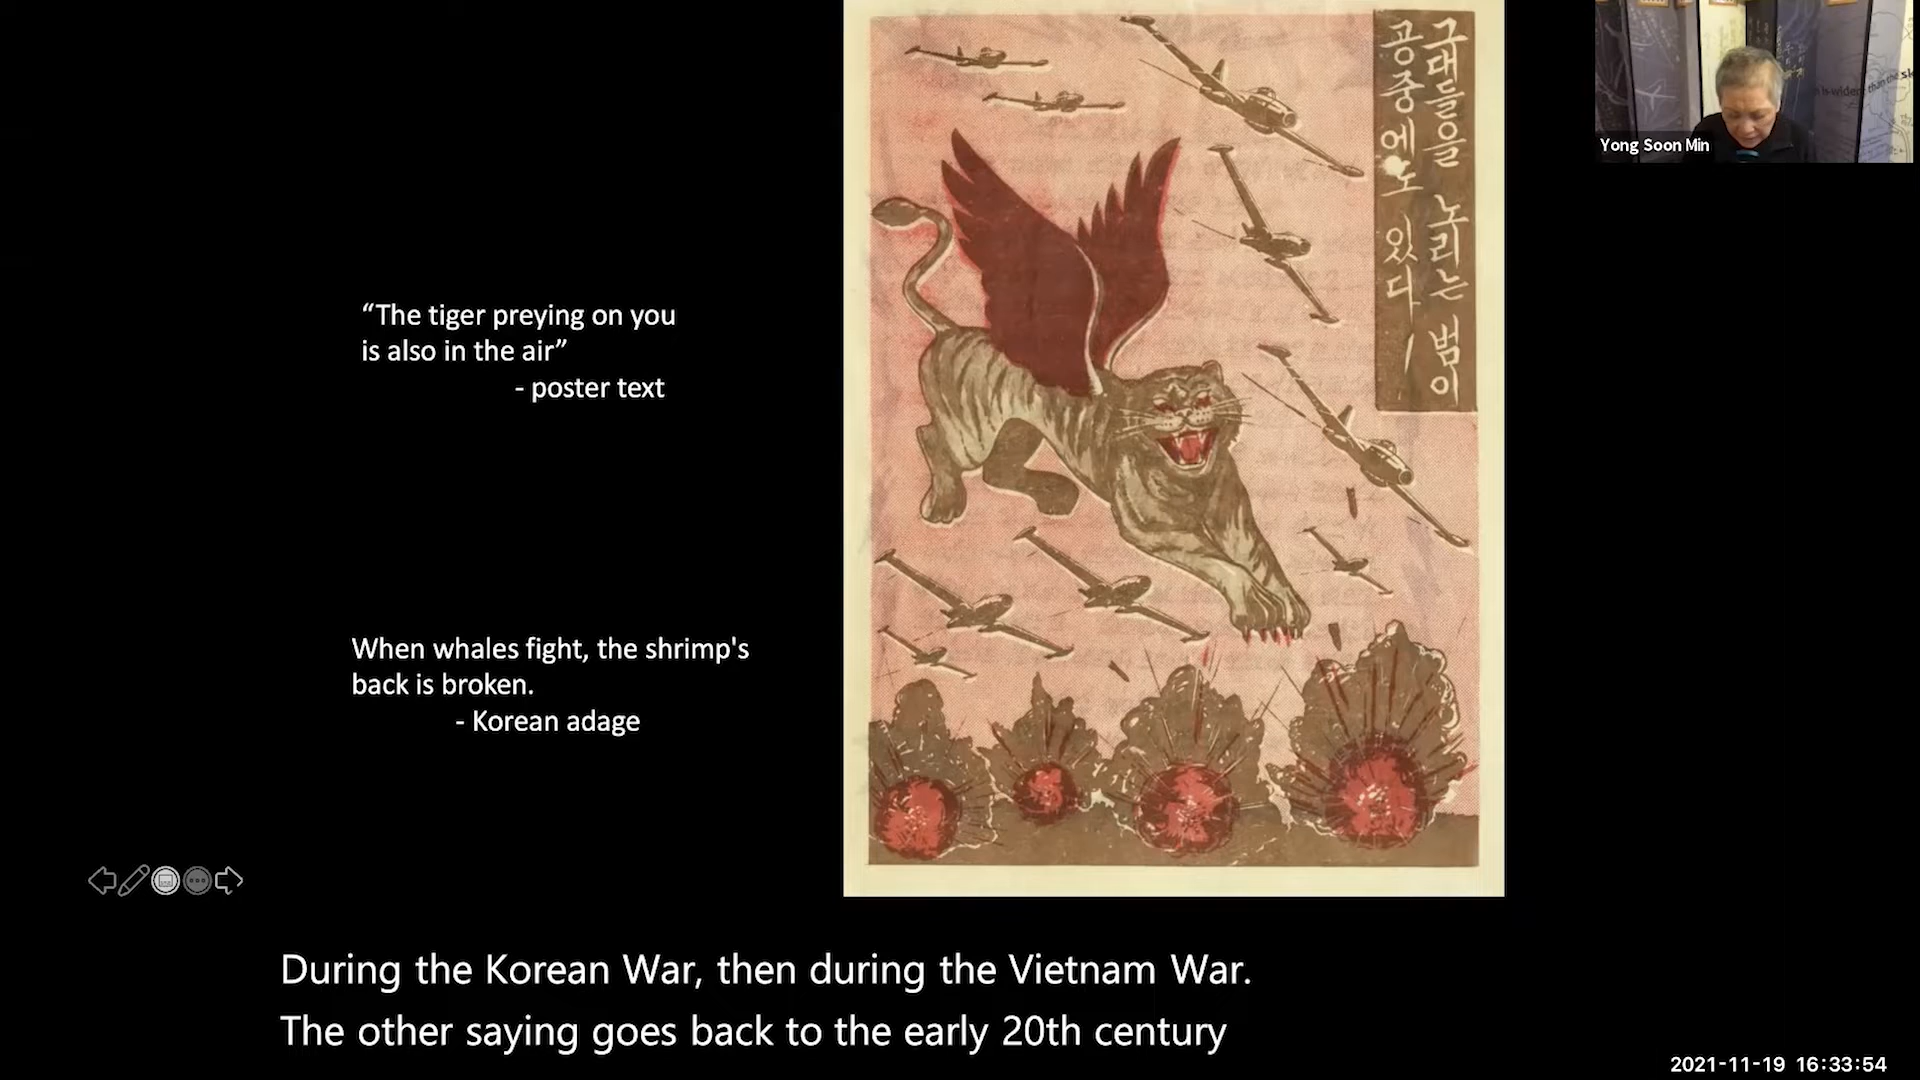 “The tiger preying on you
is also in the air”
- poster text
When whales fight, the shrimp's
back is broken.
- Korean adage
그대들을 노리는 범이
공중에도 있다!
Yong Soon Min
During the Korean War, then during the Vietnam War.
The other saying goes back to the early 20th century
2021-11-19 16:33:54